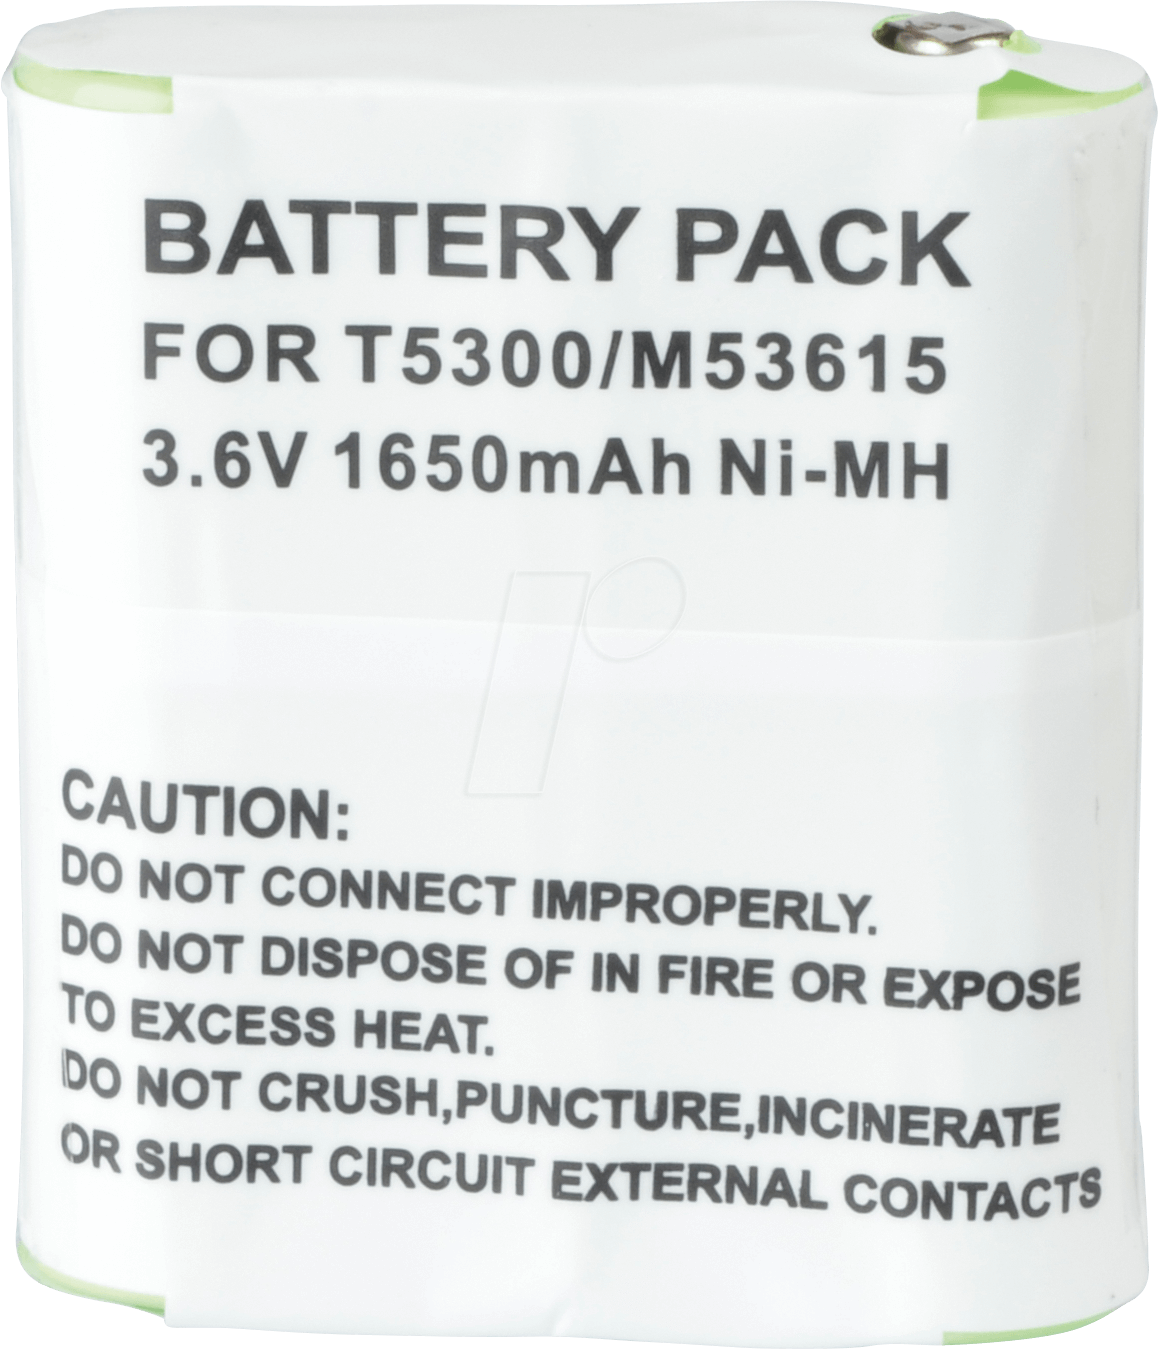 BATTERY PACK
FOR T5300/M53615
3.6V 1650mAh Ni-MH
CAUTION:
DO NOT CONNECT IMPROPERLY.
DO NOT DISPOSE OF IN FIRE OR EXPOSE
TO EXCESS HEAT.
DO NOT CRUSH,PUNCTURE,INCINERATE
OR SHORT CIRCUIT EXTERNAL CONTACTS